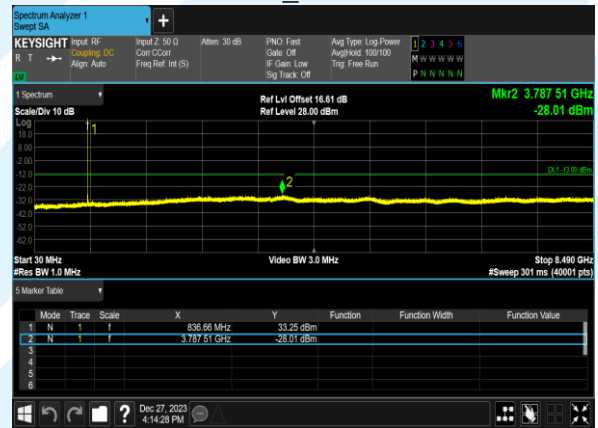 Spectrum Analyzer 1
Swept SA
+
KEYSIGHT Input: RF Input Z: 50 Ω Atten: 30 dB PNO: Fast Avg Type: Log-Power 1 2 3 4 5 6
R T Coupling: DC Corr CCorr Gate: Off Avg|Hold: 100/100 M W W W W W
Align: Auto Freq Ref: Int (S) IF Gain: Low Trig: Free Run
Sig Track: Off P N N N N N
1 Spectrum
Ref Lvl Offset 16.61 dB Mkr2 3.787 51 GHz
Scale/Div 10 dB Ref Level 28.00 dBm -28.01 dBm
Log
1
18.0
8.00
-2.00
-12.0 DL1 -13.00 dBm
-22.0 2
-32.0
-42.0
-52.0
-62.0
Start 30 MHz Video BW 3.0 MHz Stop 8.490 GHz
#Res BW 1.0 MHz #Sweep 301 ms (40001 pts)
5 Marker Table
Mode Trace Scale X Y Function Function Width Function Value
1 N 1 f 836.66 MHz 33.25 dBm
2 N 1 f 3.787 51 GHz -28.01 dBm
3
4
5
6
? Dec 27, 2023
4:14:28 PM